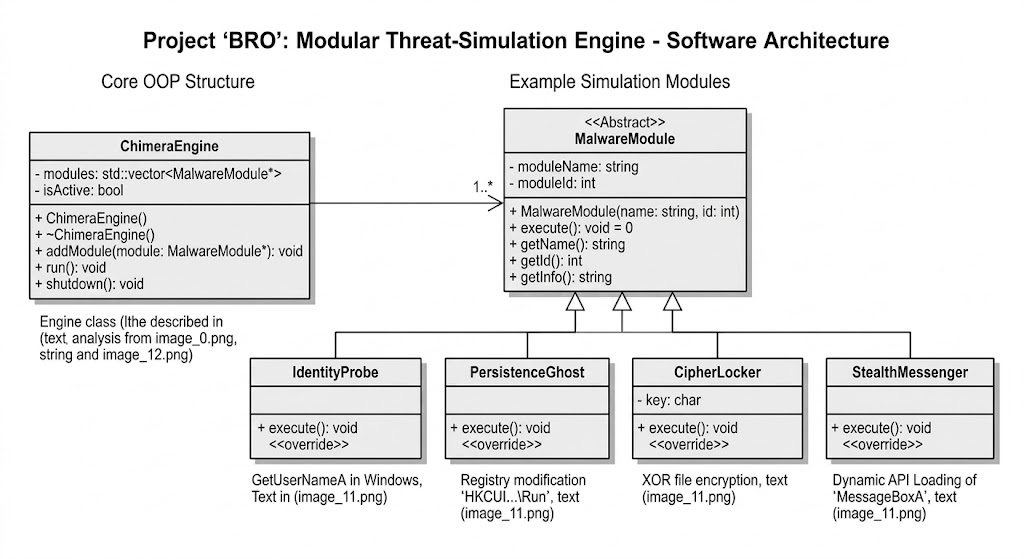 Project ‘BRO’: Modular Threat-Simulation Engine - Software Architecture
Core OOP Structure
Example Simulation Modules
ChimeraEngine
- modules: std::vector<MalwareModule*>
- isActive: bool
+ ChimeraEngine()
+ ~ChimeraEngine()
+ addModule(module: MalwareModule*): void
+ run(): void
+ shutdown(): void
Engine class (lthe described in
(text, analysis from image_0.png,
string and image_12.png)
1..*
<<Abstract>>
MalwareModule
- moduleName: string
- moduleId: int
+ MalwareModule(name: string, id: int)
+ execute(): void = 0
+ getName(): string
+ getId(): int
+ getInfo(): string
IdentityProbe
+ execute(): void
<<override>>
GetUserNameA in Windows,
Text in (image_11.png)
PersistenceGhost
+ execute(): void
<<override>>
Registry modification
‘HKCUI...\Run’, text
(image_11.png)
CipherLocker
- key: char
+ execute(): void
<<override>>
XOR file encryption, text
(image_11.png)
StealthMessenger
+ execute(): void
<<override>>
Dynamic API Loading of
‘MessageBoxA’, text
(image_11.png)